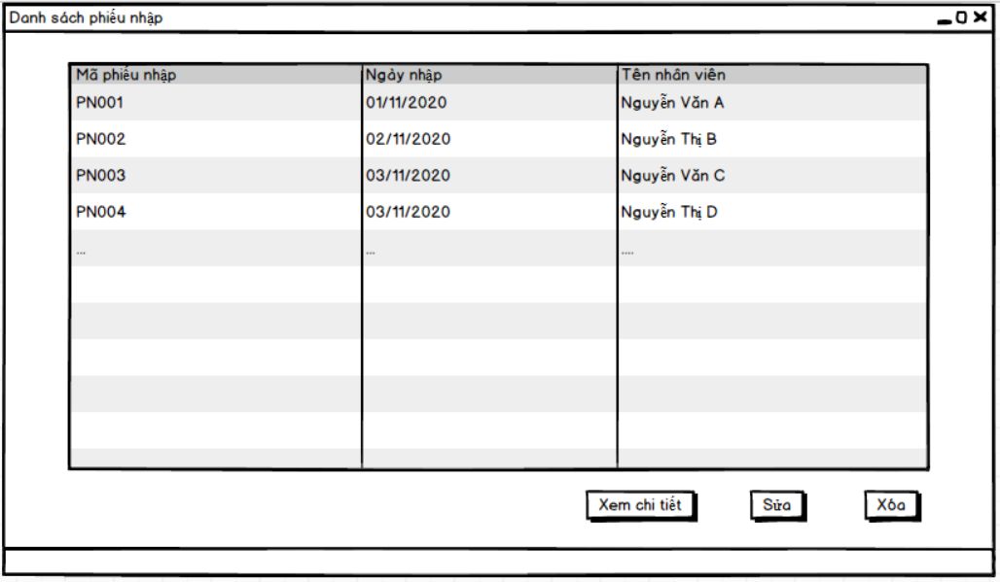 Danh sách phiếu nhập
Mã phiếu nhập Ngày nhập Tên nhân viên
PN001 01/11/2020 Nguyễn Văn A
PN002 02/11/2020 Nguyễn Thị B
PN003 03/11/2020 Nguyễn Văn C
PN004 03/11/2020 Nguyễn Thị D
... ... ....
Xem chi tiết Sửa Xóa